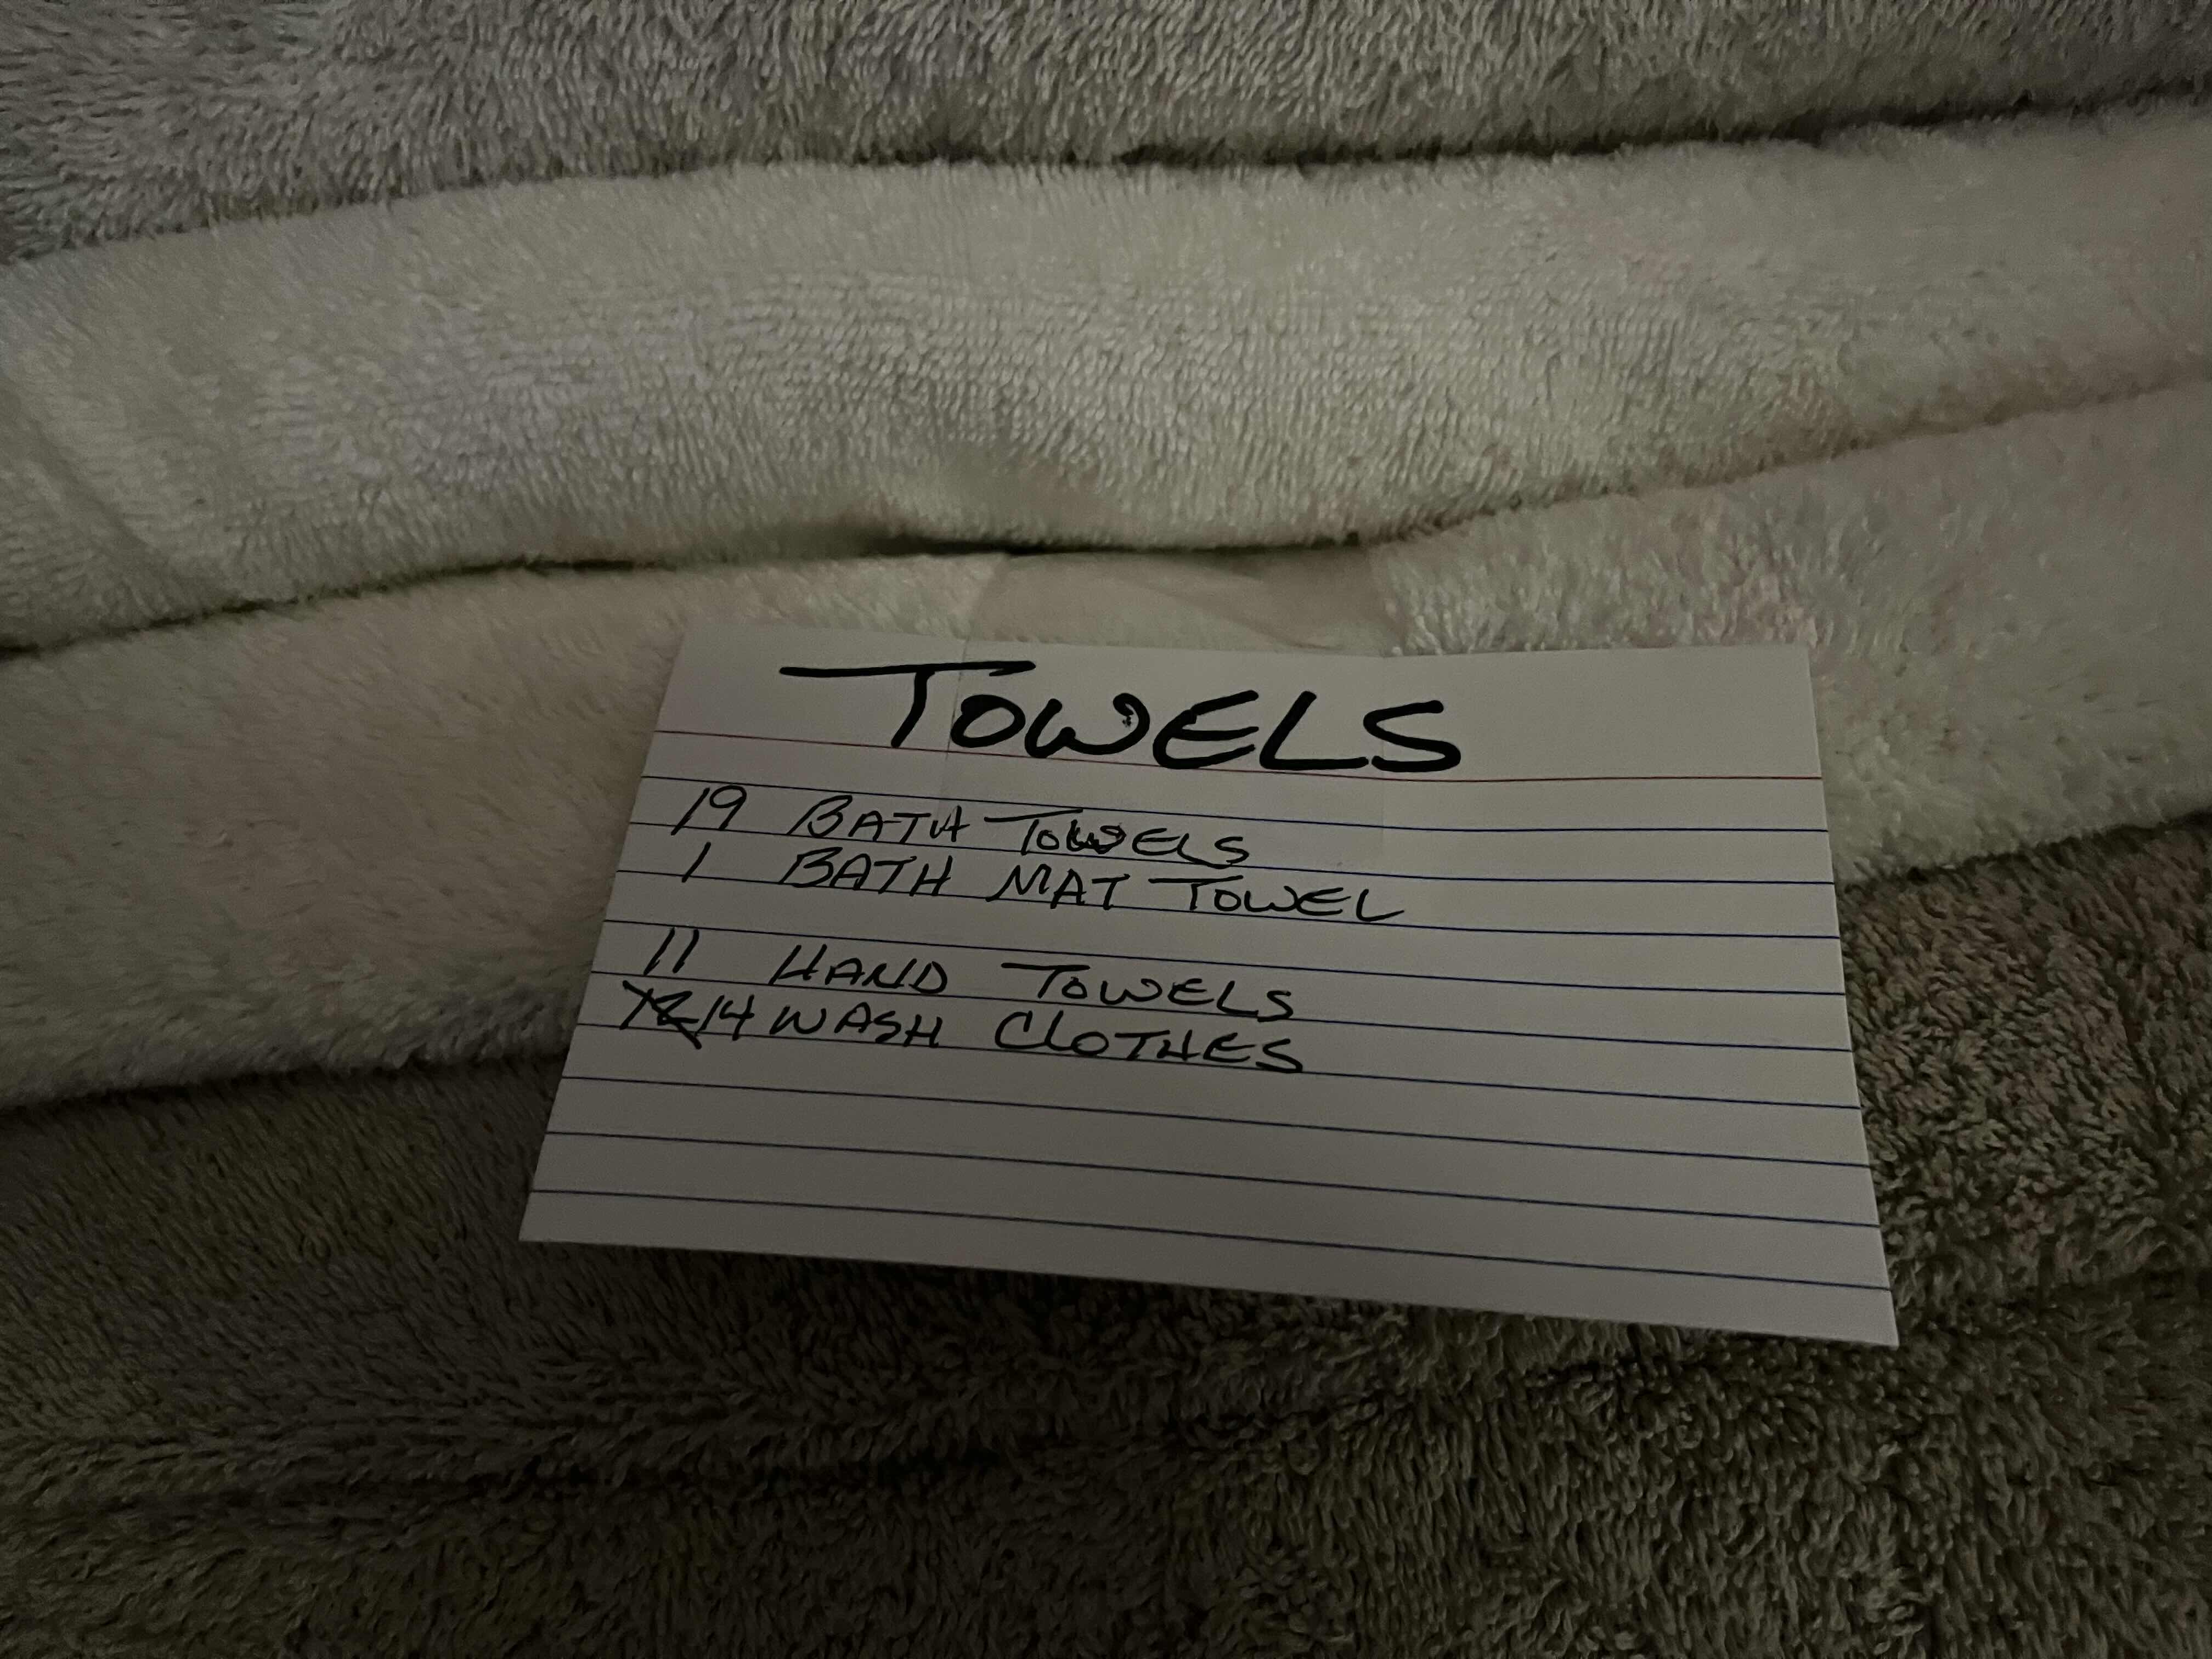 TOWELS
19 BATH TOWELS
1 BATH MAT TOWEL
11 HAND TOWELS
14 WASH CLOTHES